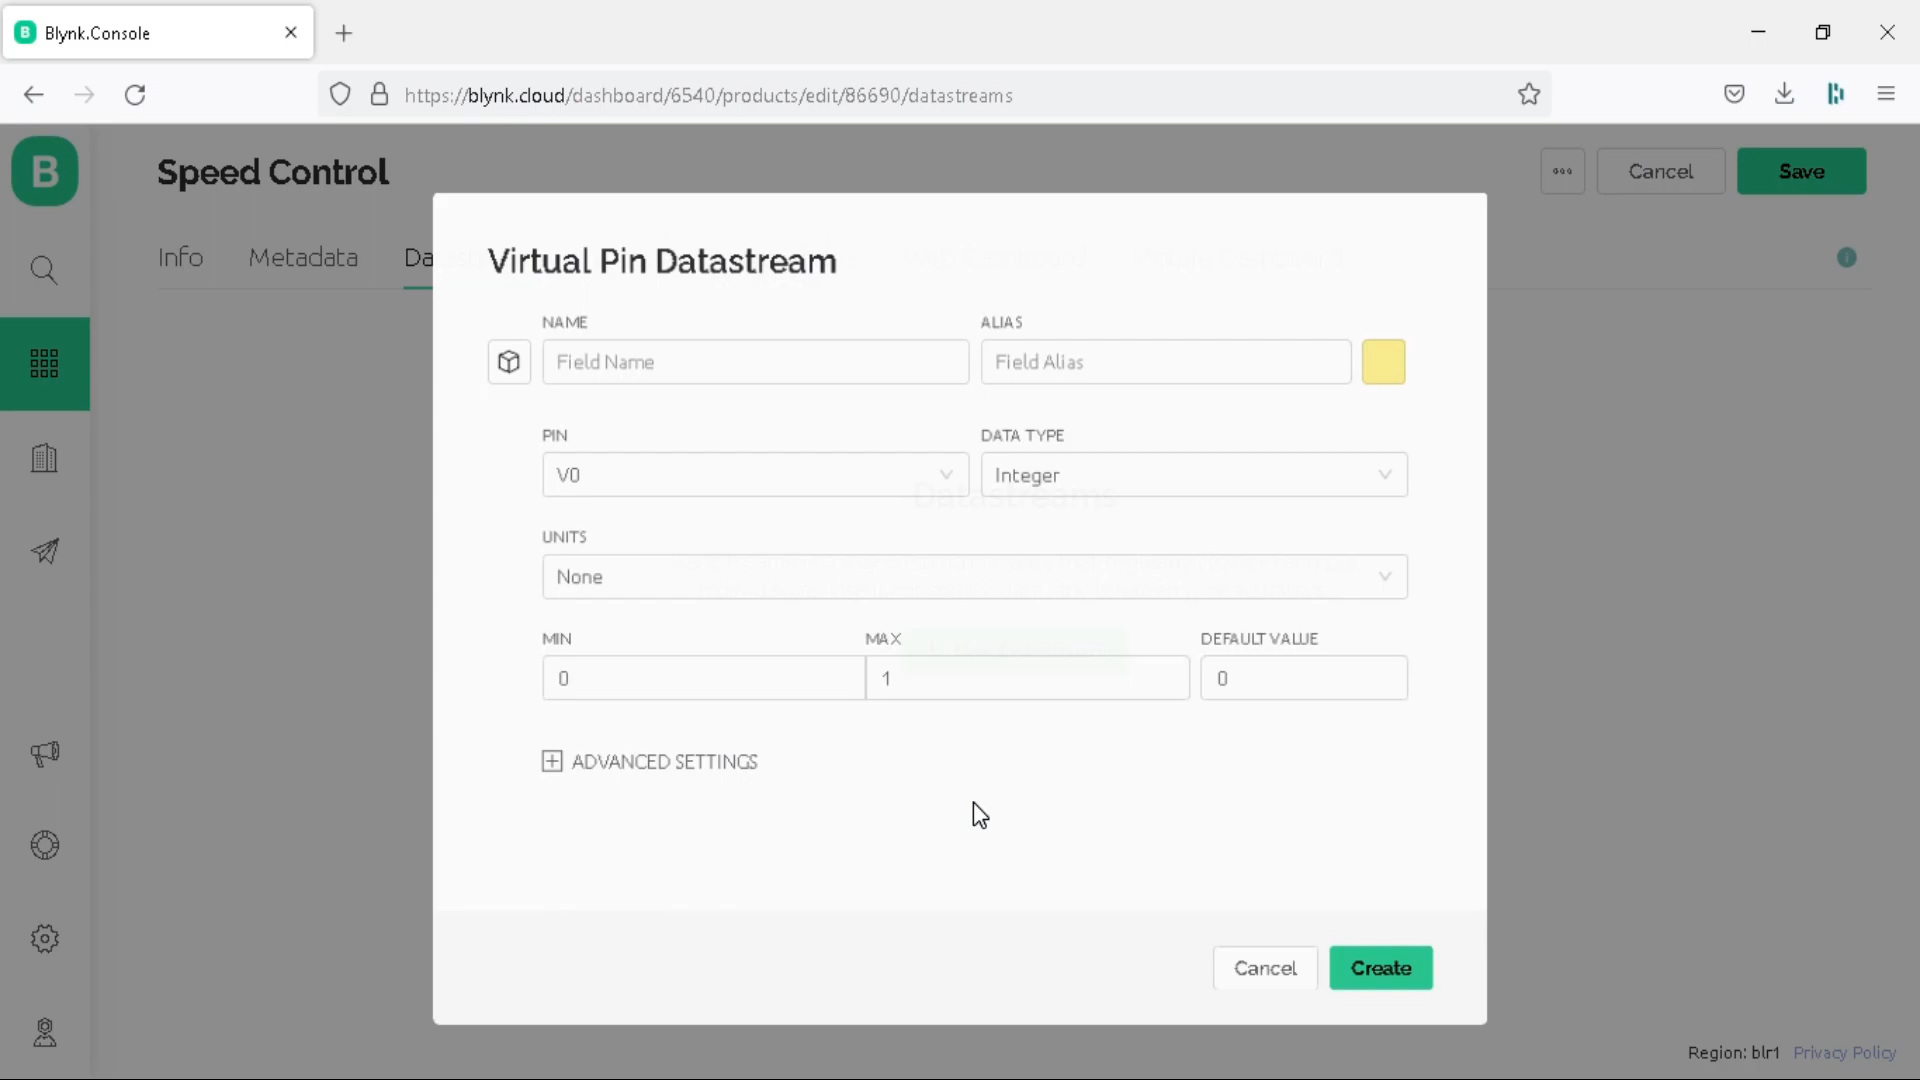 B Blynk.Console
https://blynk.cloud/dashboard/6540/products/edit/86690/datastreams
B
Speed Control
Cancel
Save
Info
Metadata
Da
Virtual Pin Datastream
NAME
ALIAS
Field Name
Field Alias
PIN
DATA TYPE
V0
Integer
Datastreams
UNITS
None
MIN
MAX
DEFAULT VALUE
0
1
0
ADVANCED SETTINGS
Cancel
Create
Region: blr1 Privacy Policy